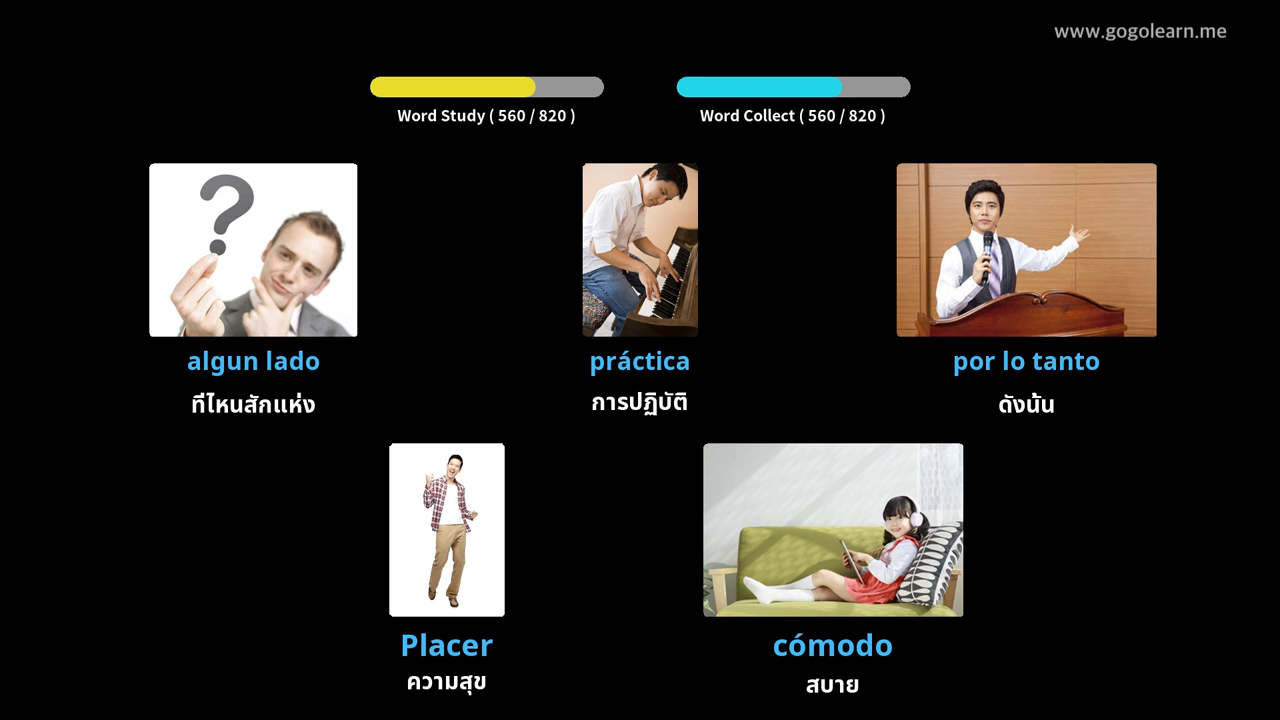 www.gogolearn.me
Word Study ( 560 / 820 )
Word Collect ( 560 / 820 )
algun lado
práctica
por lo tanto
ที่ไหนสักแห่ง
การปฏิบัติ
ดังนั้น
Placer
cómodo
ความสุข
สบาย